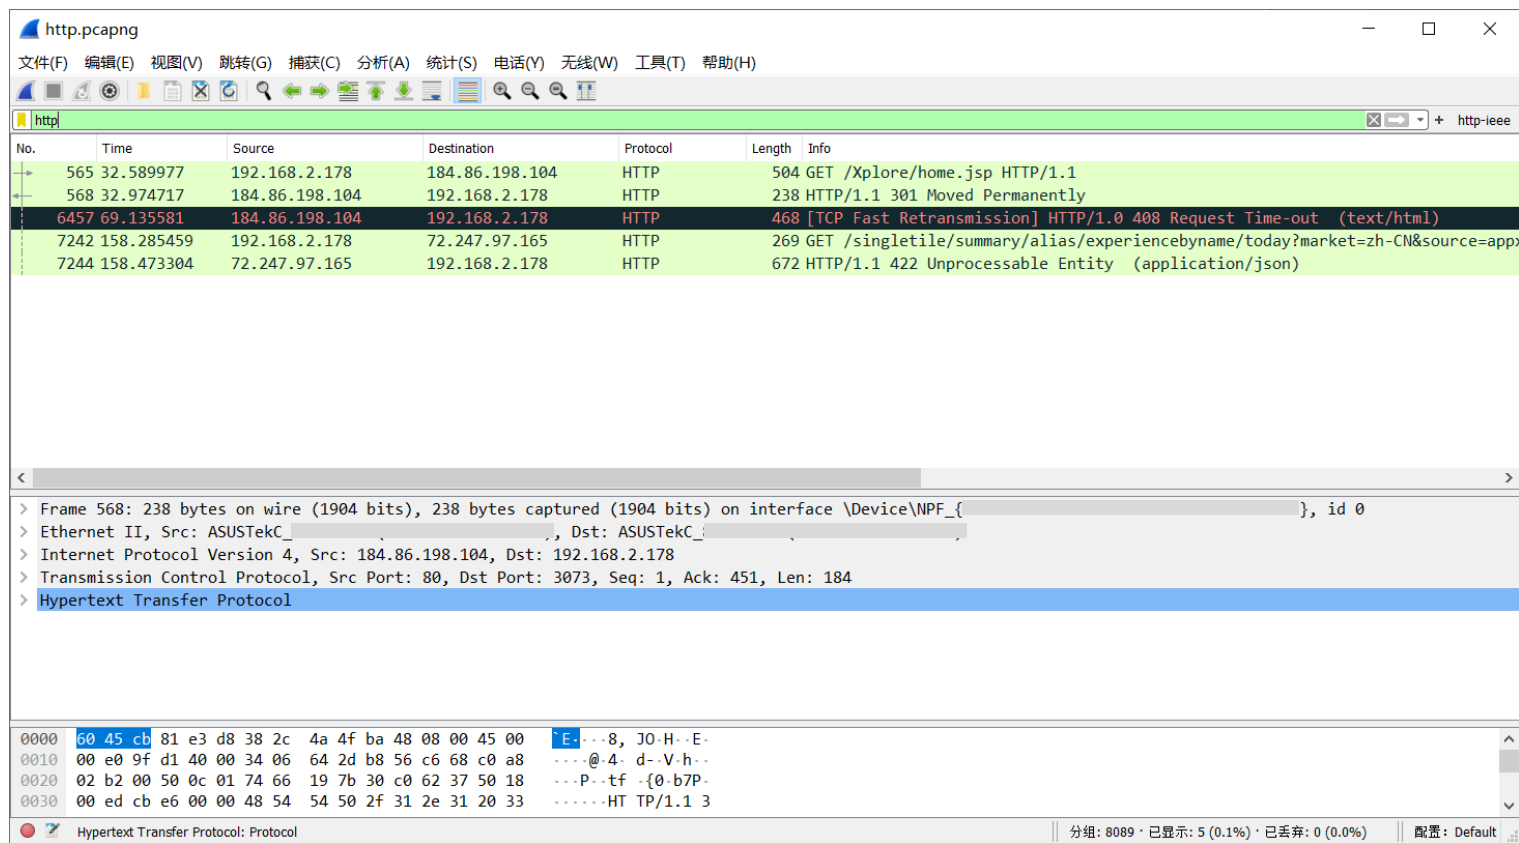 http.pcapng
文件(F) 编辑(E) 视图(V) 跳转(G) 捕获(C) 分析(A) 统计(S) 电话(Y) 无线(W) 工具(T) 帮助(H)
http + http-ieee
No. Time Source Destination Protocol Length Info
565 32.589977 192.168.2.178 184.86.198.104 HTTP 504 GET /Xplore/home.jsp HTTP/1.1
568 32.974717 184.86.198.104 192.168.2.178 HTTP 238 HTTP/1.1 301 Moved Permanently
6457 69.135581 184.86.198.104 192.168.2.178 HTTP 468 [TCP Fast Retransmission] HTTP/1.0 408 Request Time-out (text/html)
7242 158.285459 192.168.2.178 72.247.97.165 HTTP 269 GET /singletile/summary/alias/experiencebyname/today?market=zh-CN&source=appx
7244 158.473304 72.247.97.165 192.168.2.178 HTTP 672 HTTP/1.1 422 Unprocessable Entity (application/json)
Frame 568: 238 bytes on wire (1904 bits), 238 bytes captured (1904 bits) on interface \Device\NPF_{ }, id 0
Ethernet II, Src: ASUSTekC_ , Dst: ASUSTekC_
Internet Protocol Version 4, Src: 184.86.198.104, Dst: 192.168.2.178
Transmission Control Protocol, Src Port: 80, Dst Port: 3073, Seq: 1, Ack: 451, Len: 184
Hypertext Transfer Protocol
0000 60 45 cb 81 e3 d8 38 2c 4a 4f ba 48 08 00 45 00 `E····8, JO·H··E·
0010 00 e0 9f d1 40 00 34 06 64 2d b8 56 c6 68 c0 a8 ····@·4· d-·V·h··
0020 02 b2 00 50 0c 01 74 66 19 7b 30 c0 62 37 50 18 ···P··tf ·{0·b7P·
0030 00 ed cb e6 00 00 48 54 54 50 2f 31 2e 31 20 33 ······HT TP/1.1 3
Hypertext Transfer Protocol: Protocol 分组: 8089 · 已显示: 5 (0.1%) · 已丢弃: 0 (0.0%) 配置: Default